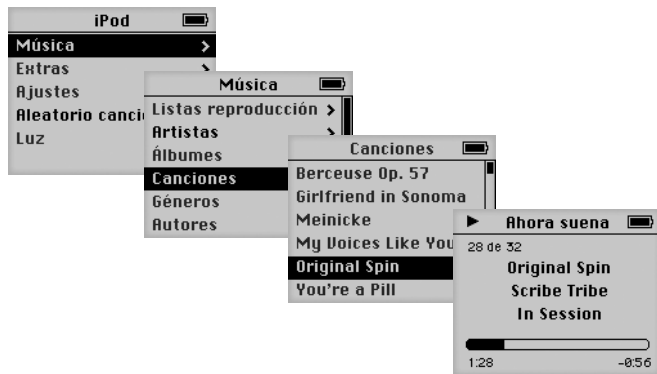 iPod
Música
Extras
Ajustes
Aleatorio
Luz
Música
Listas reproducción
Artistas
Álbumes
Canciones
Géneros
Autores
Canciones
Berceuse Op. 57
Girlfriend in Sonoma
Meinicke
My Voices Like You
Original Spin
You're a Pill
Ahora suena
28 de 32
Original Spin
Scribe Tribe
In Session
1:28 -0:56